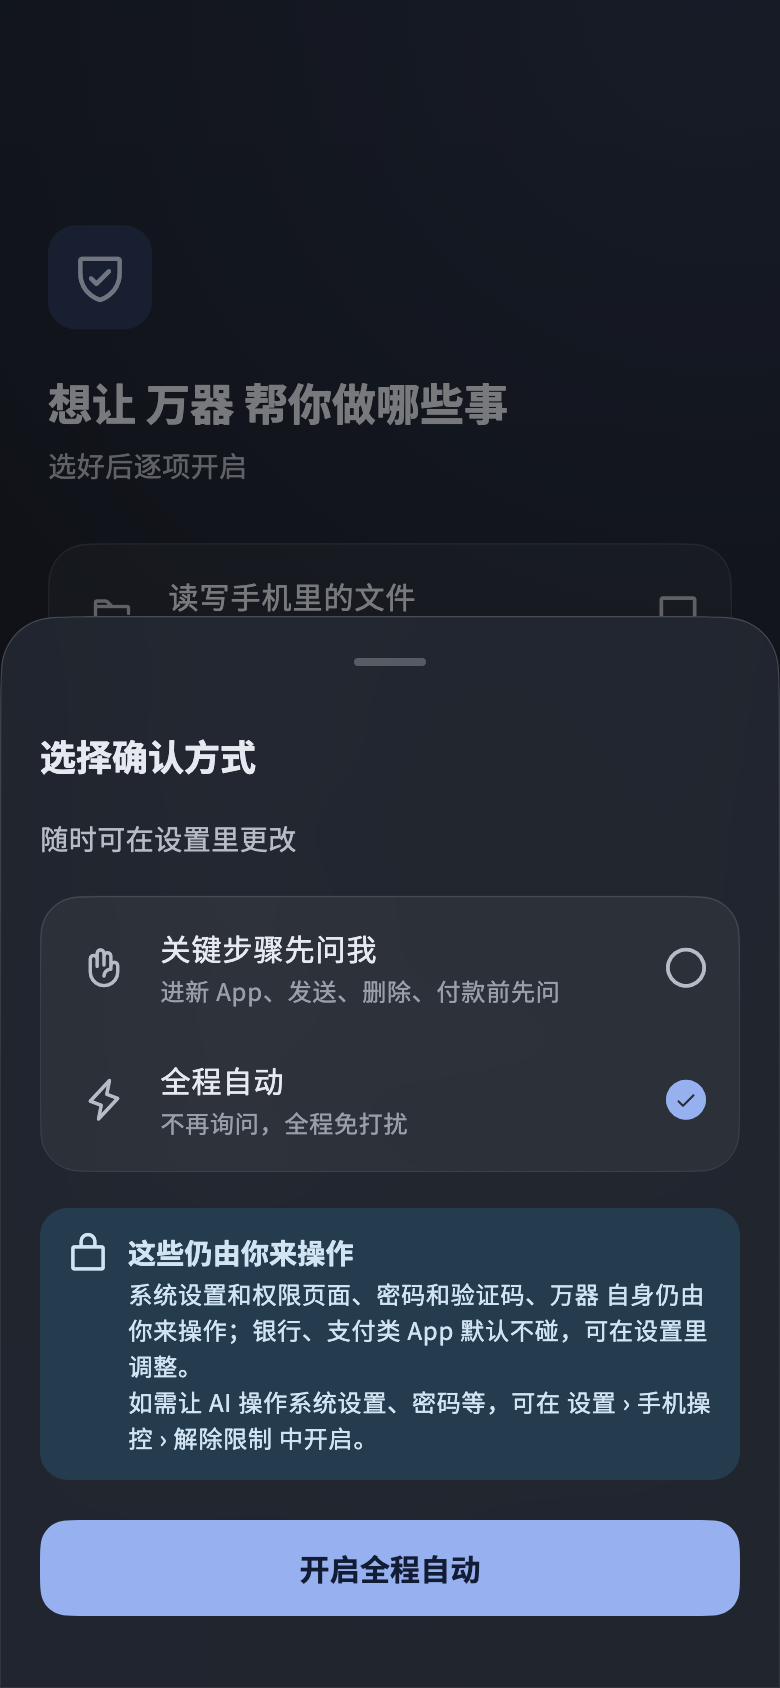 想让 万器 帮你做哪些事
选好后逐项开启
读写手机里的文件
选择确认方式
随时可在设置里更改
关键步骤先问我
进新 App、发送、删除、付款前先问
全程自动
不再询问，全程免打扰
这些仍由你来操作
系统设置和权限页面、密码和验证码、万器 自身仍由
你来操作；银行、支付类 App 默认不碰，可在设置里
调整。
如需让 AI 操作系统设置、密码等，可在 设置 › 手机操
控 › 解除限制 中开启。
开启全程自动